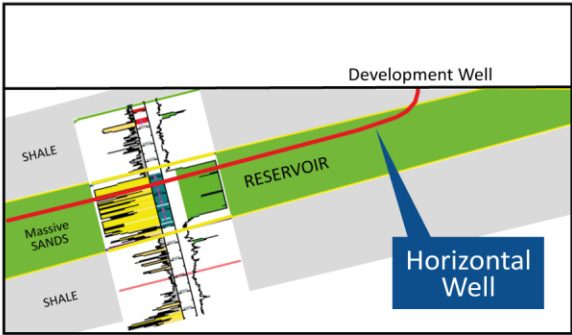 Development Well
SHALE
RESERVOIR
Massive
SANDS
Horizontal
Well
SHALE